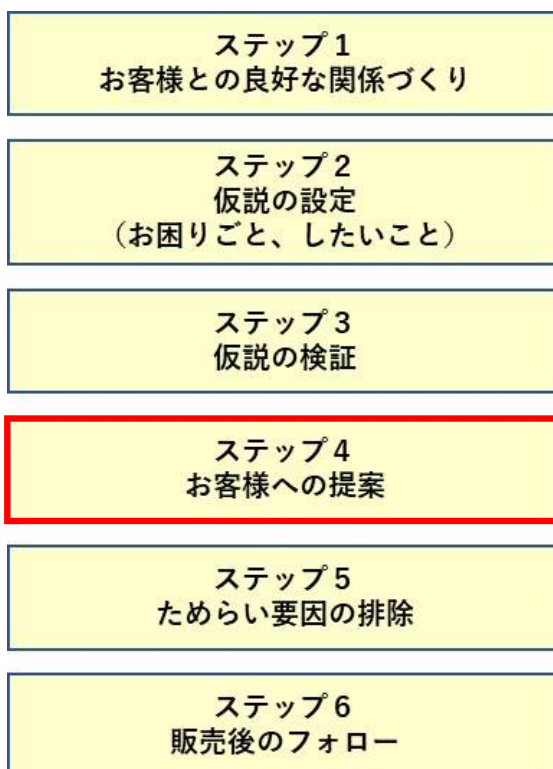 ステップ1
お客様との良好な関係づくり
ステップ2
仮説の設定
（お困りごと、したいこと）
ステップ3
仮説の検証
ステップ4
お客様への提案
ステップ5
ためらい要因の排除
ステップ6
販売後のフォロー